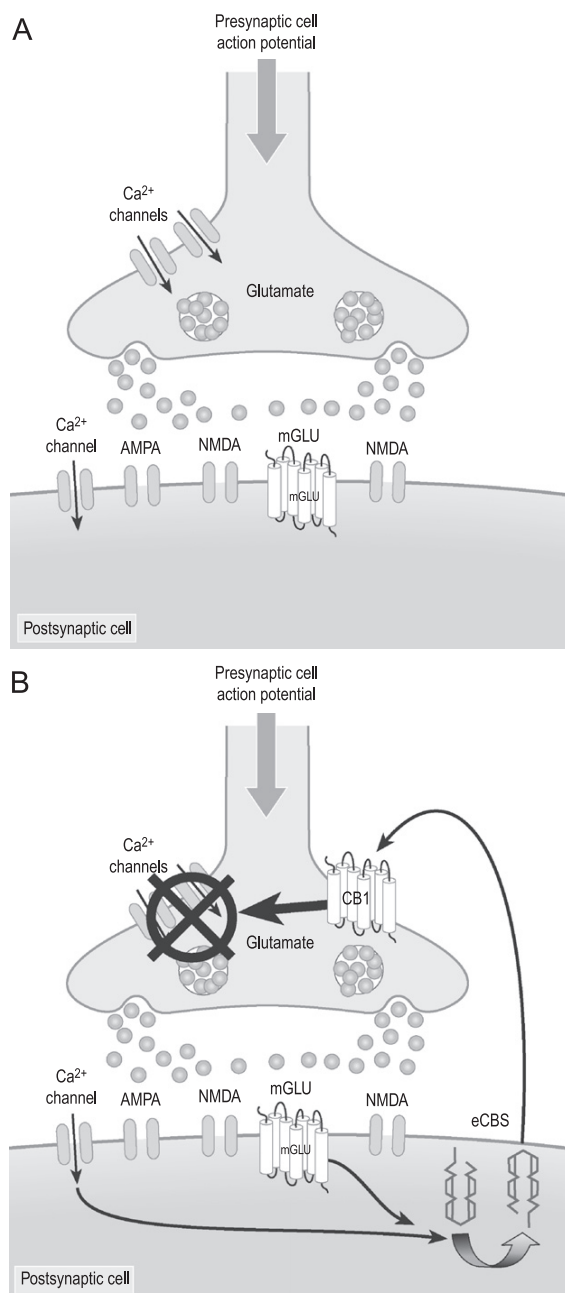 A
Presynaptic cell
action potential
Ca²⁺
channels
Glutamate
Ca²⁺
channel
AMPA
NMDA
mGLU
NMDA
mGLU
Postsynaptic cell
B
Presynaptic cell
action potential
Ca²⁺
channels
CB1
Glutamate
Ca²⁺
channel
AMPA
NMDA
mGLU
NMDA
eCBS
mGLU
Postsynaptic cell